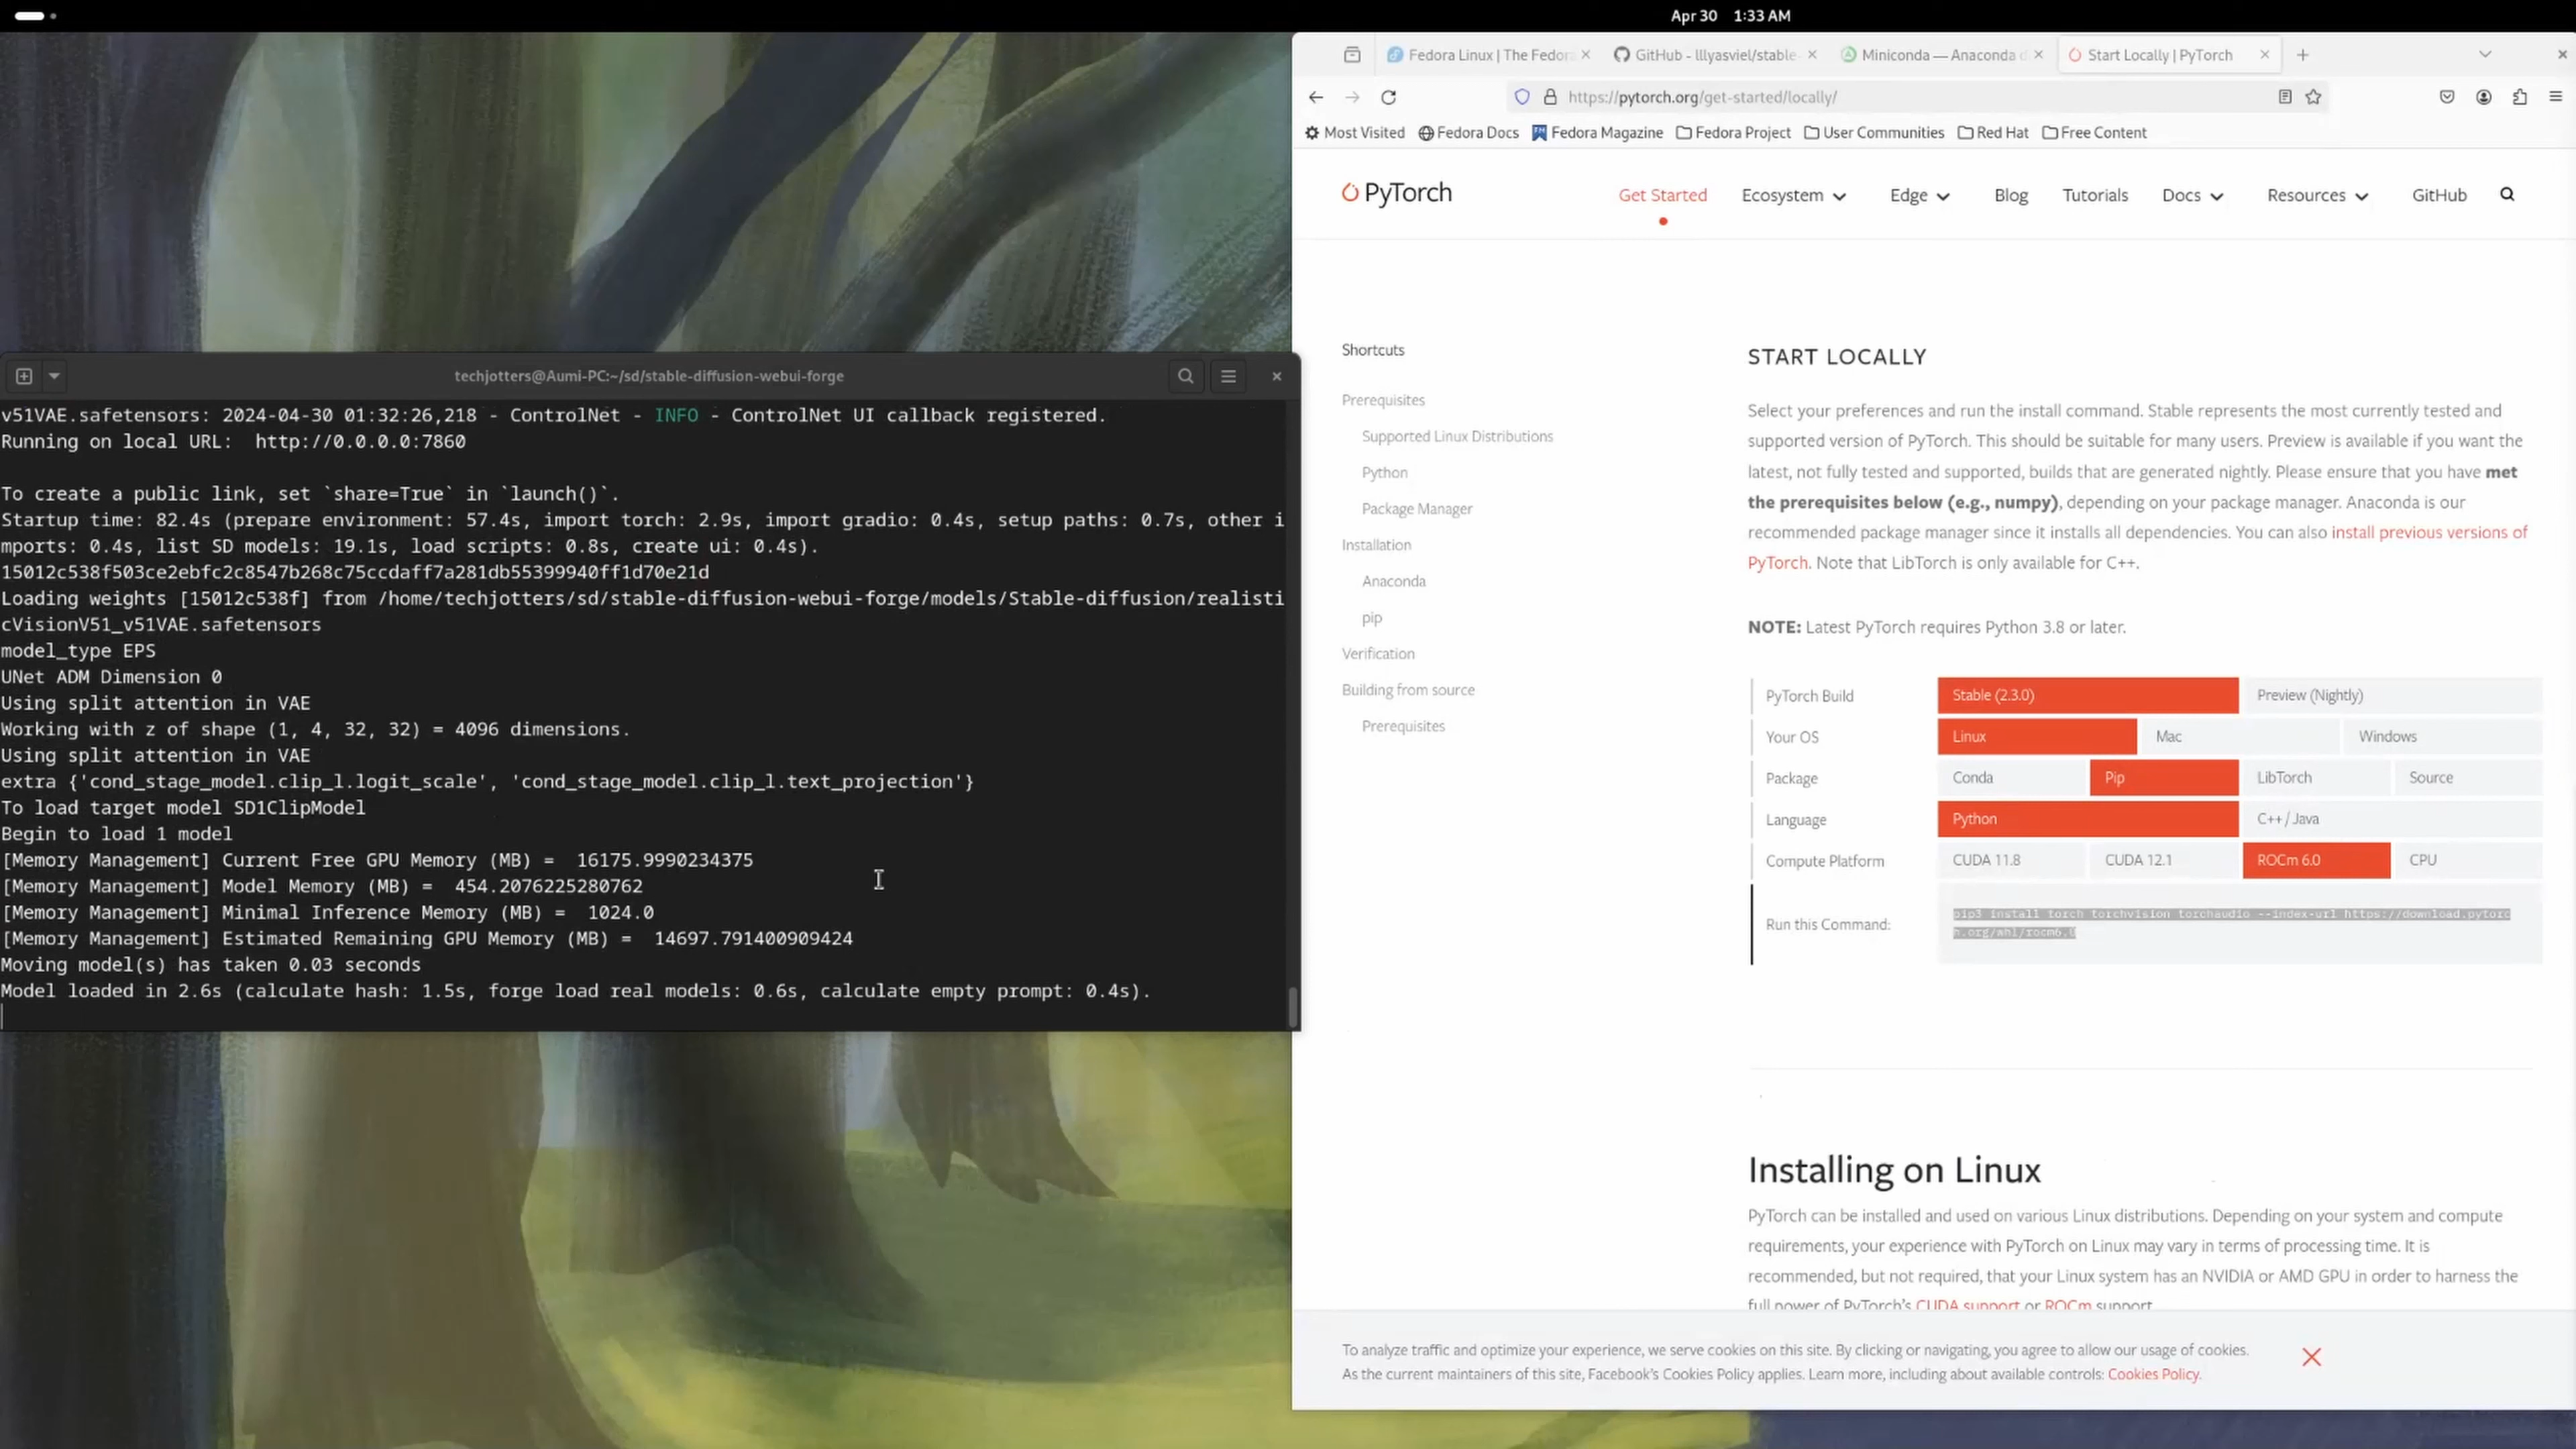 Apr 30 1:33 AM
Fedora Linux | The Fedora
GitHub - lllyasviel/stable-
Miniconda — Anaconda d
Start Locally | PyTorch
https://pytorch.org/get-started/locally/
Most Visited
Fedora Docs
Fedora Magazine
Fedora Project
User Communities
Red Hat
Free Content
PyTorch
Get Started
Ecosystem
Edge
Blog
Tutorials
Docs
Resources
GitHub
techjotters@Aumi-PC:~/sd/stable-diffusion-webui-forge
v51VAE.safetensors: 2024-04-30 01:32:26,218 - ControlNet - INFO - ControlNet UI callback registered.
Running on local URL:  http://0.0.0.0:7860
To create a public link, set `share=True` in `launch()`.
Startup time: 82.4s (prepare environment: 57.4s, import torch: 2.9s, import gradio: 0.4s, setup paths: 0.7s, other i
mports: 0.4s, list SD models: 19.1s, load scripts: 0.8s, create ui: 0.4s).
15012c538f503ce2ebfc2c8547b268c75ccdaff7a281db55399940ff1d70e21d
Loading weights [15012c538f] from /home/techjotters/sd/stable-diffusion-webui-forge/models/Stable-diffusion/realisti
cVisionV51_v51VAE.safetensors
model_type EPS
UNet ADM Dimension 0
Using split attention in VAE
Working with z of shape (1, 4, 32, 32) = 4096 dimensions.
Using split attention in VAE
extra {'cond_stage_model.clip_l.logit_scale', 'cond_stage_model.clip_l.text_projection'}
To load target model SD1ClipModel
Begin to load 1 model
[Memory Management] Current Free GPU Memory (MB) =  16175.9990234375
[Memory Management] Model Memory (MB) =  454.2076225280762
[Memory Management] Minimal Inference Memory (MB) =  1024.0
[Memory Management] Estimated Remaining GPU Memory (MB) =  14697.791400909424
Moving model(s) has taken 0.03 seconds
Model loaded in 2.6s (calculate hash: 1.5s, forge load real models: 0.6s, calculate empty prompt: 0.4s).
Shortcuts
Prerequisites
Supported Linux Distributions
Python
Package Manager
Installation
Anaconda
pip
Verification
Building from source
Prerequisites
START LOCALLY
Select your preferences and run the install command. Stable represents the most currently tested and
supported version of PyTorch. This should be suitable for many users. Preview is available if you want the
latest, not fully tested and supported, builds that are generated nightly. Please ensure that you have met
the prerequisites below (e.g., numpy), depending on your package manager. Anaconda is our
recommended package manager since it installs all dependencies. You can also install previous versions of
PyTorch. Note that LibTorch is only available for C++.
NOTE: Latest PyTorch requires Python 3.8 or later.
PyTorch Build Stable (2.3.0) Preview (Nightly)
Your OS Linux Mac Windows
Package Conda Pip LibTorch Source
Language Python C++ / Java
Compute Platform CUDA 11.8 CUDA 12.1 ROCm 6.0 CPU
Run this Command: pip3 install torch torchvision torchaudio --index-url https://download.pytorc
h.org/whl/rocm6.0
Installing on Linux
PyTorch can be installed and used on various Linux distributions. Depending on your system and compute
requirements, your experience with PyTorch on Linux may vary in terms of processing time. It is
recommended, but not required, that your Linux system has an NVIDIA or AMD GPU in order to harness the
full power of PyTorch's CUDA support or ROCm support
To analyze traffic and optimize your experience, we serve cookies on this site. By clicking or navigating, you agree to allow our usage of cookies.
As the current maintainers of this site, Facebook's Cookies Policy applies. Learn more, including about available controls: Cookies Policy.